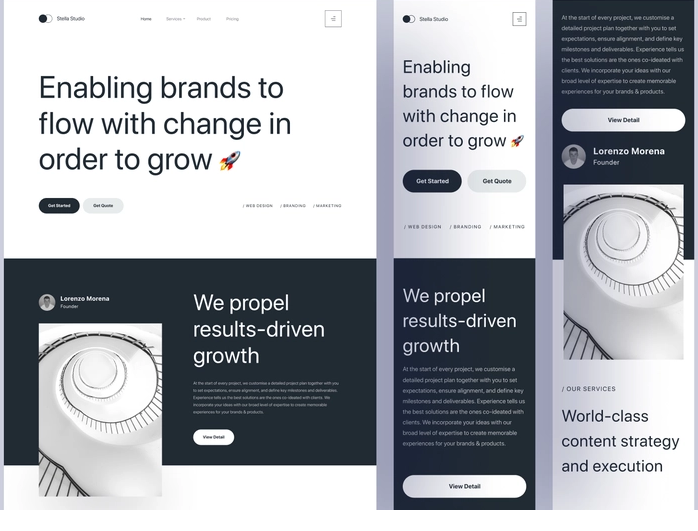 Stella Studio
Home Services Product Pricing
Enabling brands to
flow with change in
order to grow 🚀
Get Started Get Quote
/ WEB DESIGN / BRANDING / MARKETING
Lorenzo Morena
Founder
We propel
results-driven
growth
At the start of every project, we customise a detailed project plan together with you
to set expectations, ensure alignment, and define key milestones and deliverables.
Experience tells us the best solutions are the ones co-ideated with clients. We
incorporate your ideas with our broad level of expertise to create memorable
experiences for your brands & products.
View Detail
Stella Studio
Enabling
brands to flow
with change in
order to grow 🚀
Get Started Get Quote
/ WEB DESIGN / BRANDING / MARKETING
We propel
results-driven
growth
At the start of every project, we customise a
detailed project plan together with you to set
expectations, ensure alignment, and define key
milestones and deliverables. Experience tells us
the best solutions are the ones co-ideated with
clients. We incorporate your ideas with our
broad level of expertise to create memorable
experiences for your brands & products.
View Detail
At the start of every project, we customise a
detailed project plan together with you to set
expectations, ensure alignment, and define key
milestones and deliverables. Experience tells us
the best solutions are the ones co-ideated with
clients. We incorporate your ideas with our
broad level of expertise to create memorable
experiences for your brands & products.
View Detail
Lorenzo Morena
Founder
/ OUR SERVICES
World-class
content strategy
and execution